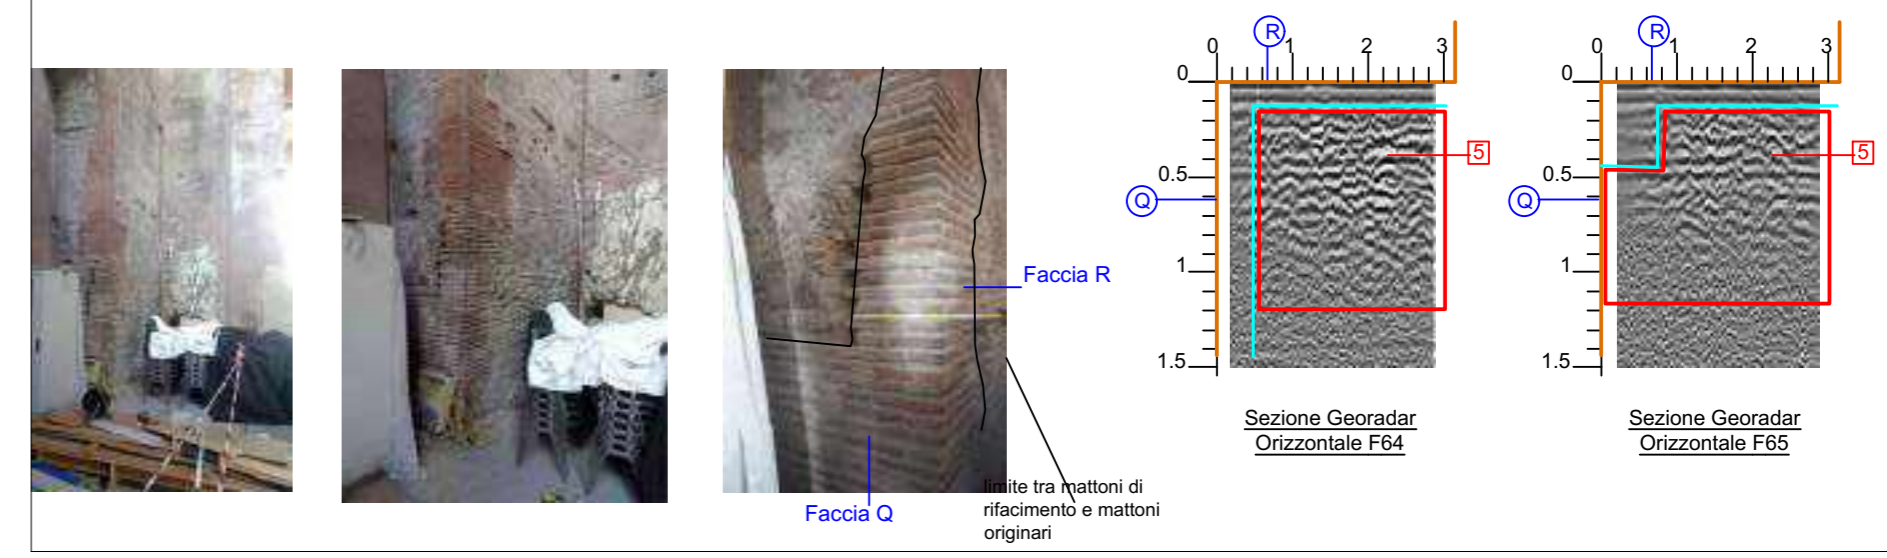 Faccia R
Faccia Q
limite tra mattoni di
rifacimento e mattoni
originari
R
0 1 2 3
0
0.5
1
1.5
Q
5
Sezione Georadar
Orizzontale F64
R
0 1 2 3
0
0.5
1
1.5
Q
5
Sezione Georadar
Orizzontale F65